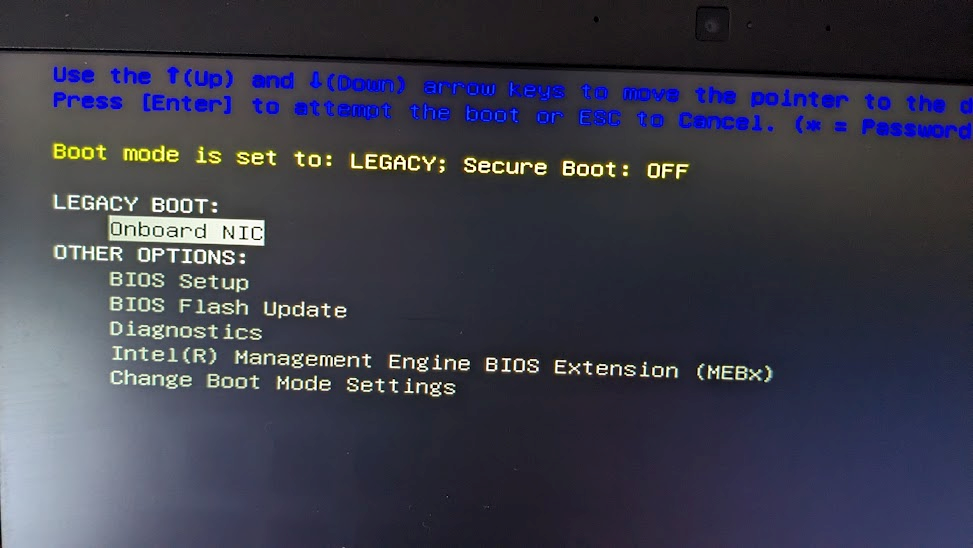 Use the ↑(Up) and ↓(Down) arrow keys to move the pointer to the
Press [Enter] to attempt the boot or ESC to Cancel. (* = Password
Boot mode is set to: LEGACY; Secure Boot: OFF
LEGACY BOOT:
Onboard NIC
OTHER OPTIONS:
BIOS Setup
BIOS Flash Update
Diagnostics
Intel(R) Management Engine BIOS Extension (MEBx)
Change Boot Mode Settings